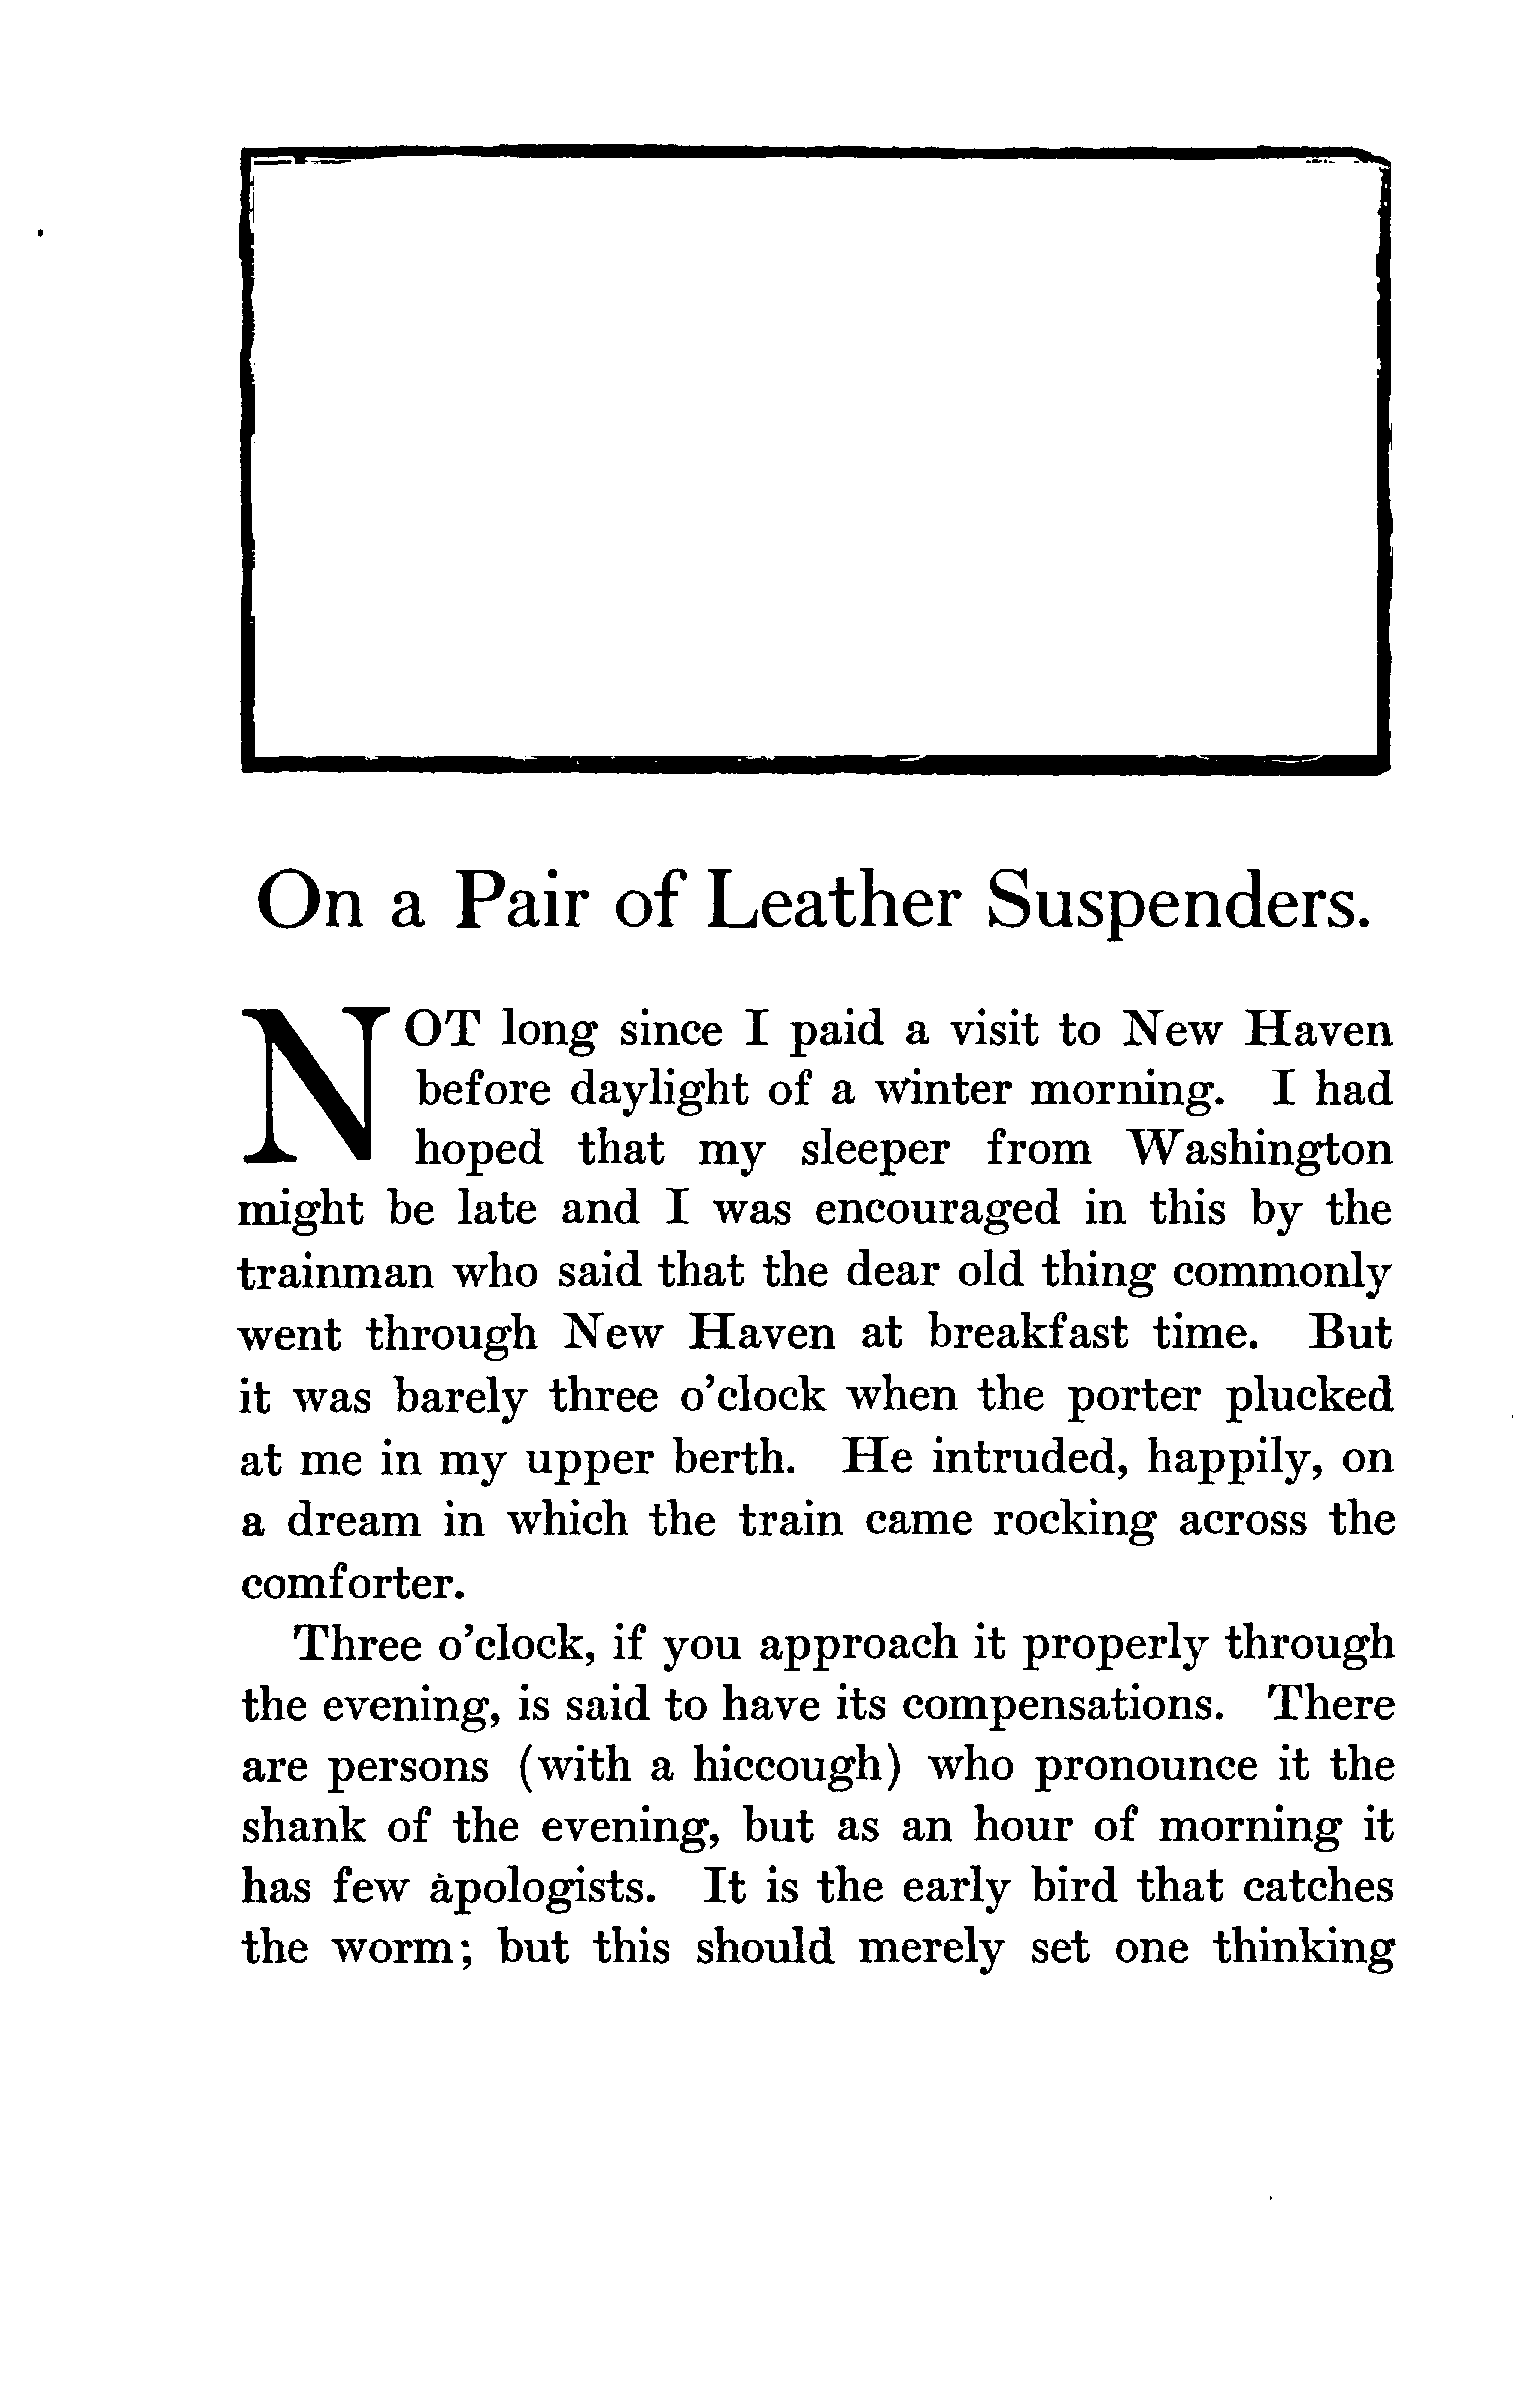 On a Pair of Leather Suspenders.
NOT long since I paid a visit to New Haven
before daylight of a winter morning. I had
hoped that my sleeper from Washington
might be late and I was encouraged in this by the
trainman who said that the dear old thing commonly
went through New Haven at breakfast time. But
it was barely three o'clock when the porter plucked
at me in my upper berth. He intruded, happily, on
a dream in which the train came rocking across the
comforter.
Three o'clock, if you approach it properly through
the evening, is said to have its compensations. There
are persons (with a hiccough) who pronounce it the
shank of the evening, but as an hour of morning it
has few apologists. It is the early bird that catches
the worm; but this should merely set one thinking